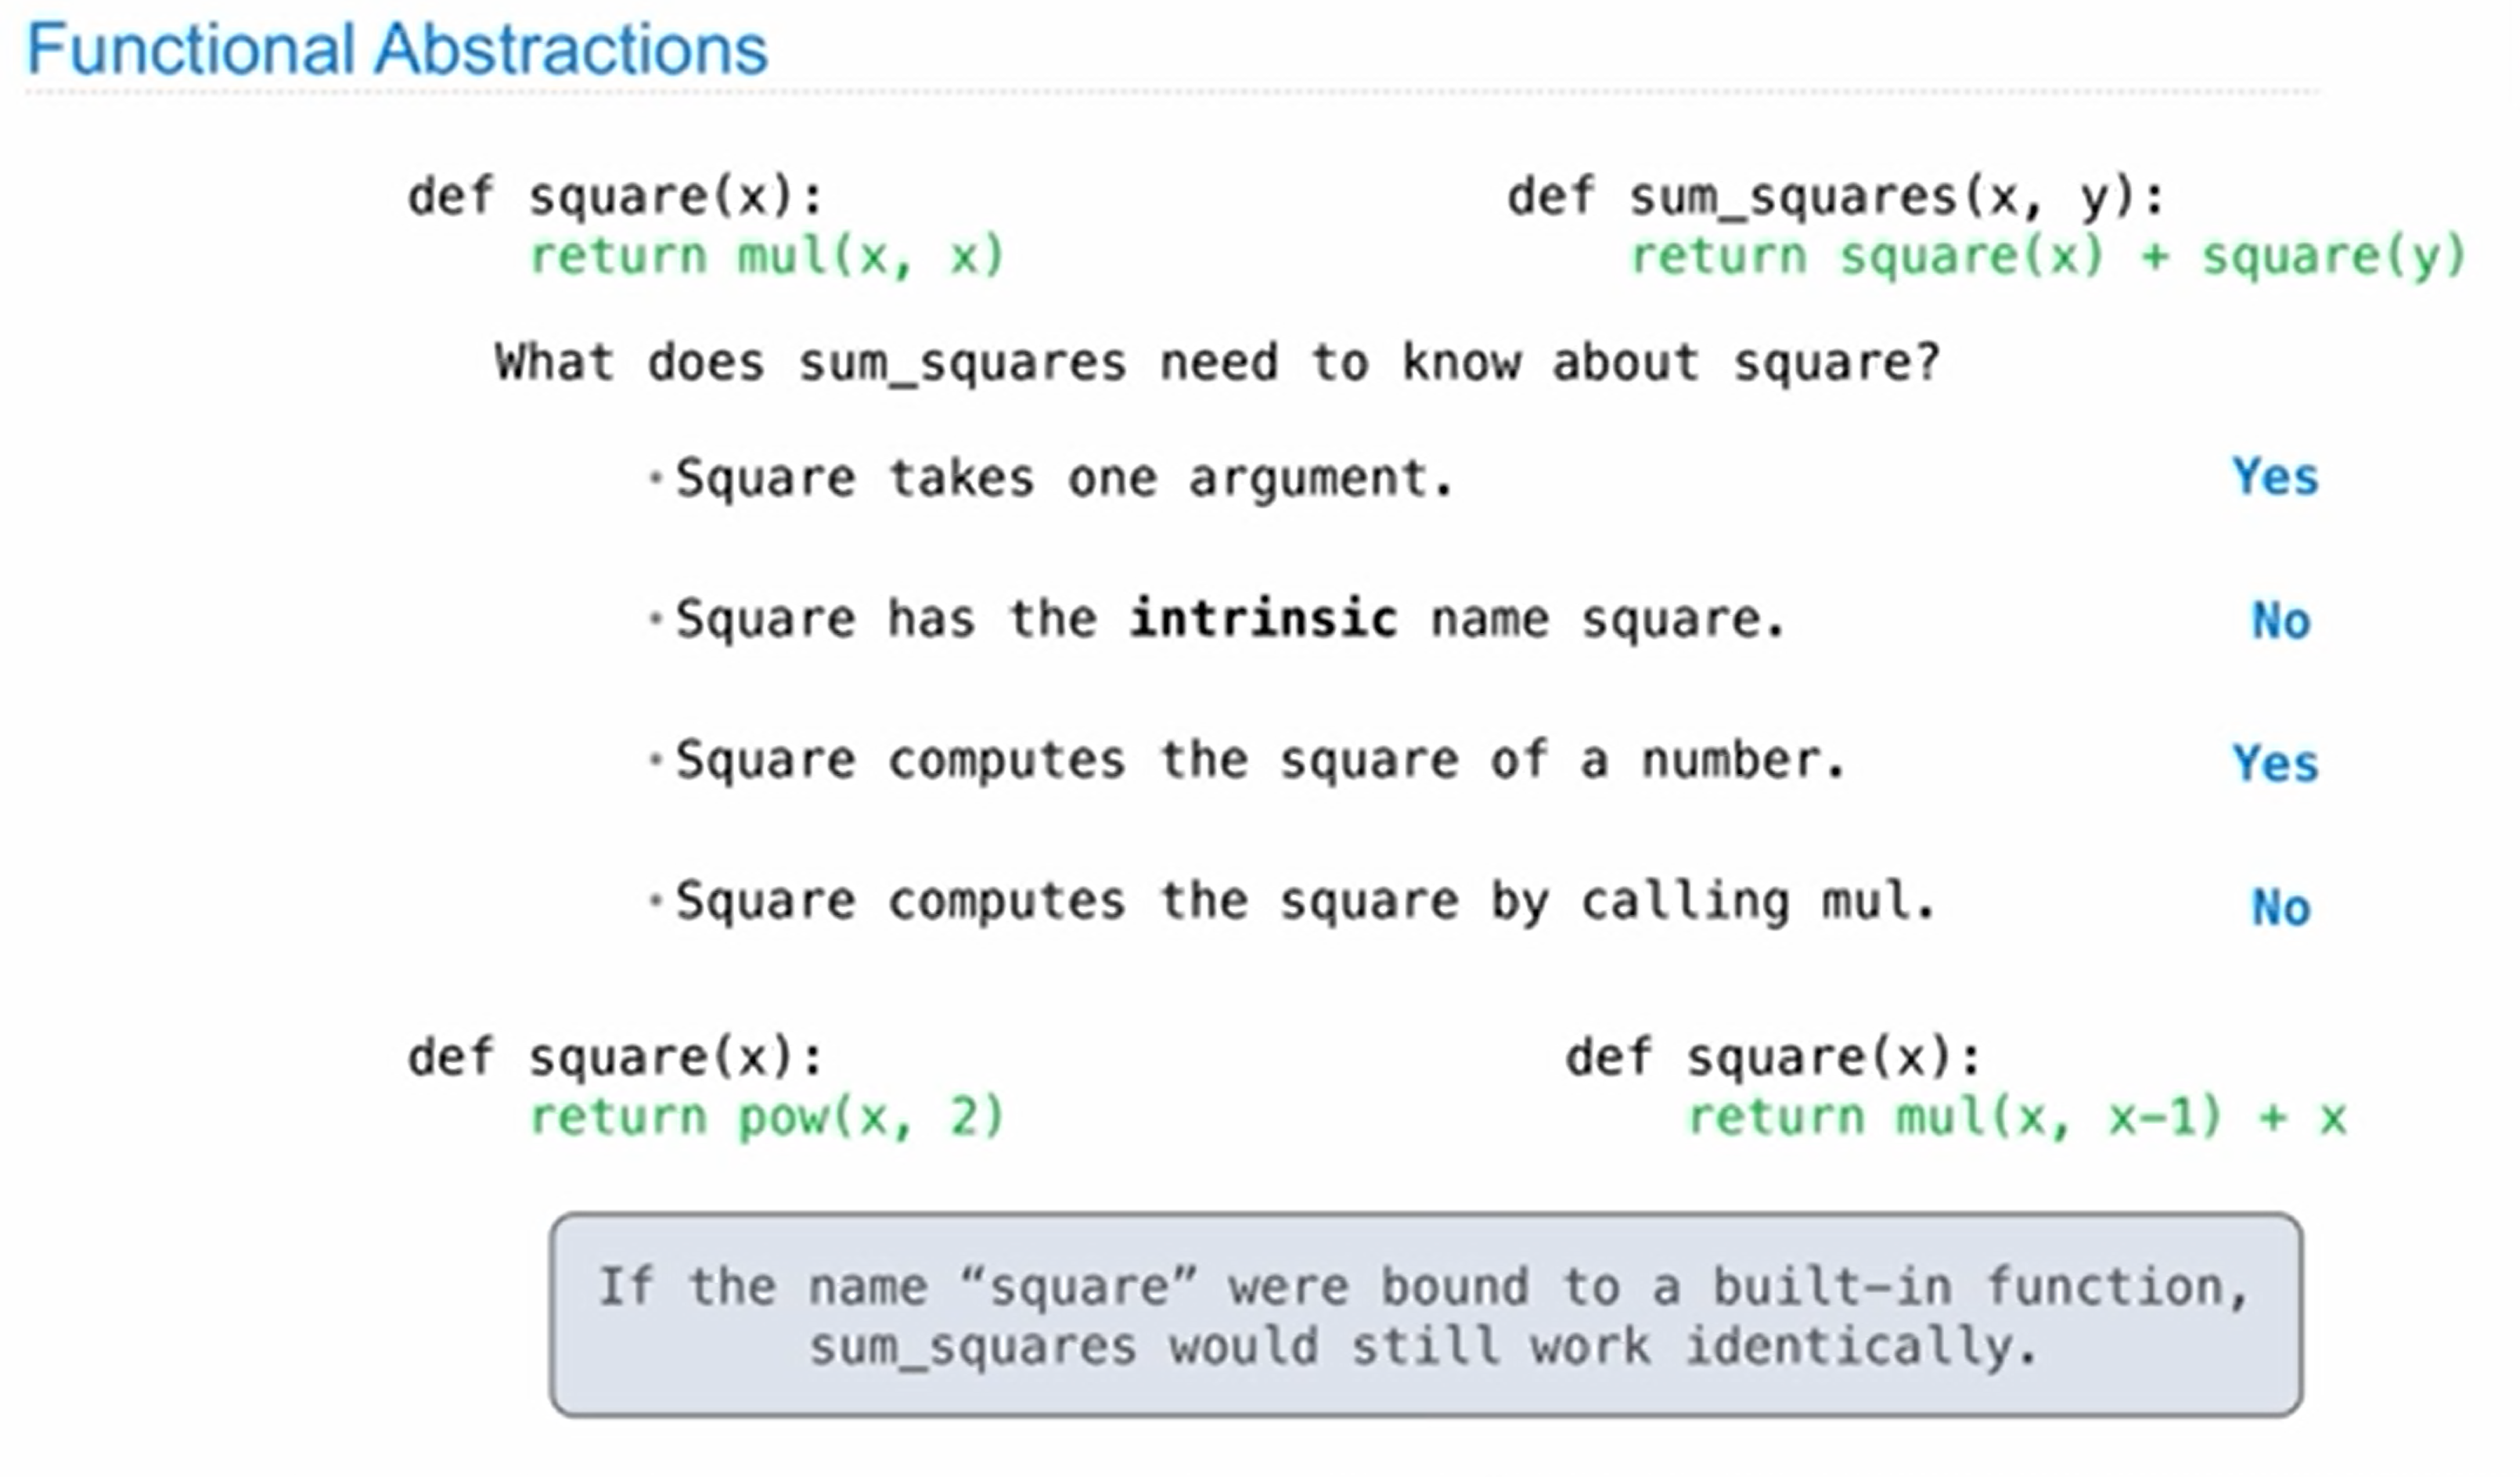 Functional Abstractions
def square(x):
    return mul(x, x)
def sum_squares(x, y):
    return square(x) + square(y)
What does sum_squares need to know about square?
•Square takes one argument. Yes
•Square has the intrinsic name square. No
•Square computes the square of a number. Yes
•Square computes the square by calling mul. No
def square(x):
    return pow(x, 2)
def square(x):
    return mul(x, x-1) + x
If the name “square” were bound to a built-in function,
sum_squares would still work identically.